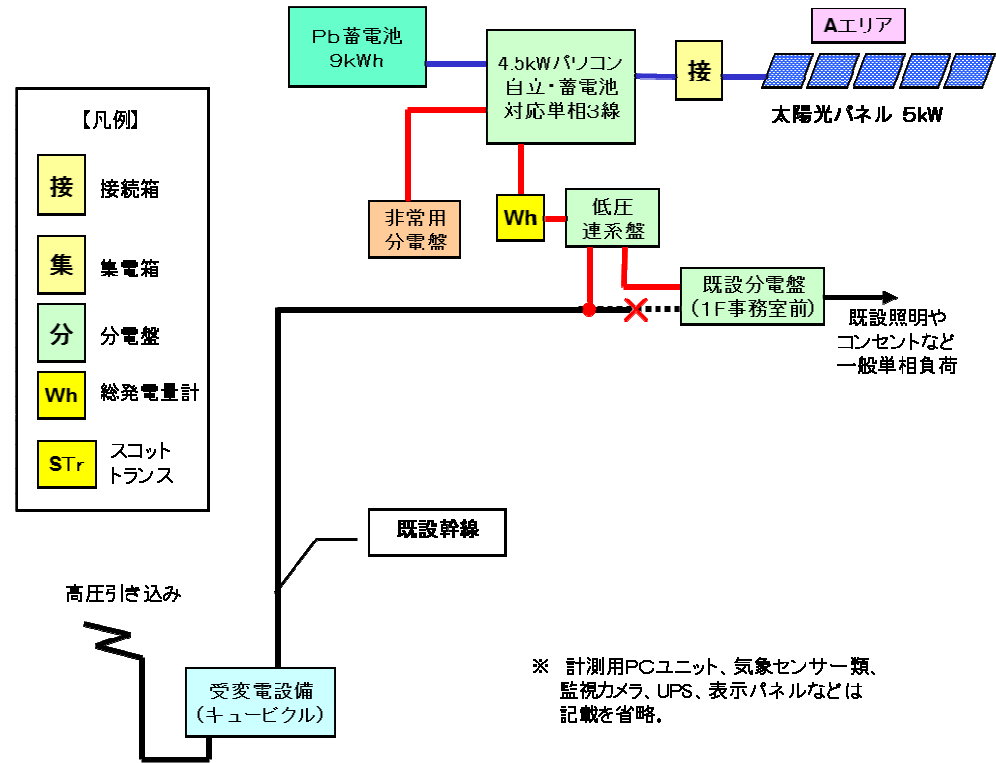 Pb蓄電池
9kWh
4.5kWパソコン
自立・蓄電池
対応単相3線
接
Aエリア
太陽光パネル 5kW
【凡例】
接
接続箱
集
集電箱
分
分電盤
Wh
総発電量計
STr
スコット
トランス
非常用
分電盤
Wh
低圧
連系盤
既設分電盤
(1F事務室前)
既設照明や
コンセントなど
一般単相負荷
既設幹線
高圧引き込み
受変電設備
(キュービクル)
※ 計測用PCユニット、気象センサー類、
監視カメラ、UPS、表示パネルなどは
記載を省略。